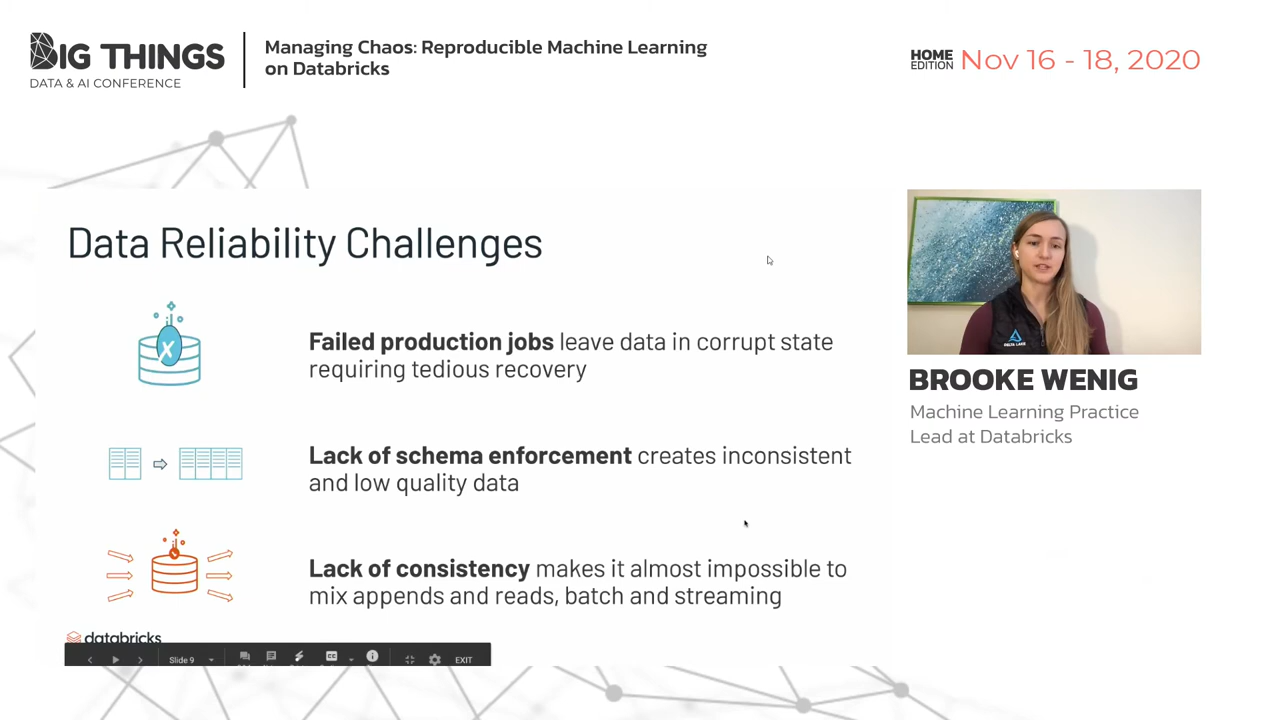 BIG THINGS
DATA & AI CONFERENCE
Managing Chaos: Reproducible Machine Learning
on Databricks
HOME
EDITION
Nov 16 - 18, 2020
Data Reliability Challenges
X
Failed production jobs leave data in corrupt state
requiring tedious recovery
Lack of schema enforcement creates inconsistent
and low quality data
Lack of consistency makes it almost impossible to
mix appends and reads, batch and streaming
databricks
Slide 9
CC
EXIT
DELTA LAKE
BROOKE WENIG
Machine Learning Practice
Lead at Databricks